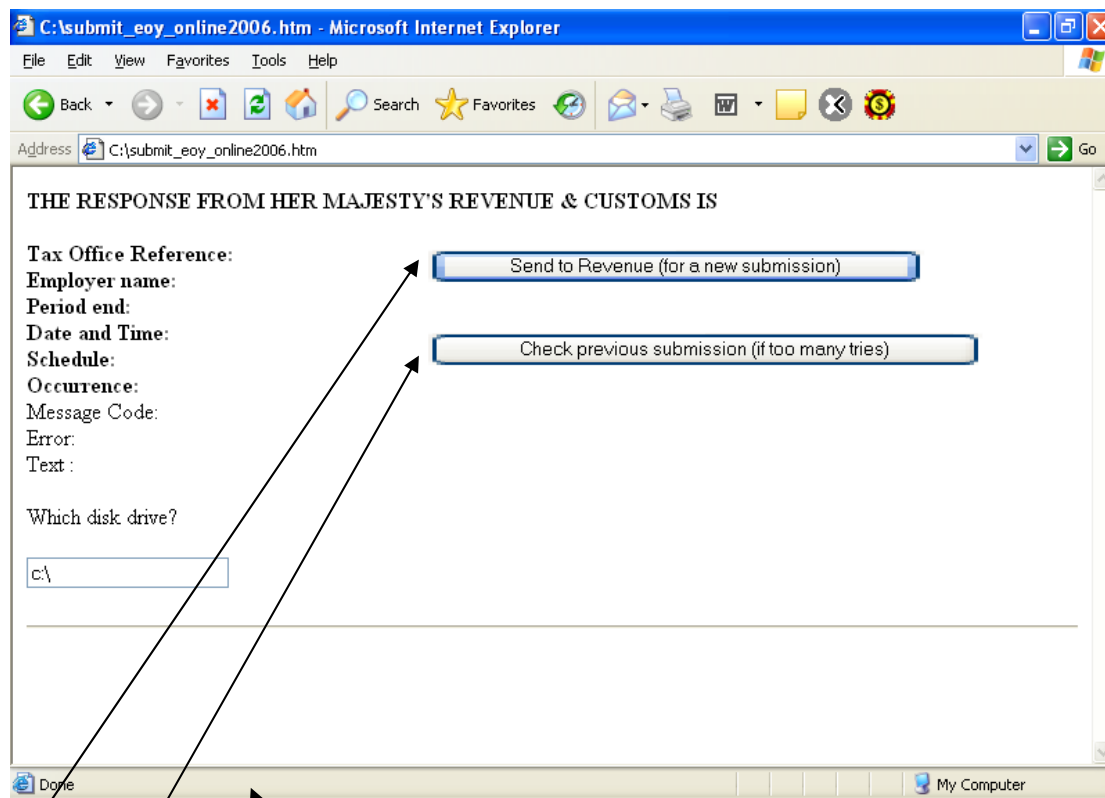 C:\submit_eoy_online2006.htm - Microsoft Internet Explorer
File Edit View Favorites Tools Help
Back Search Favorites
Address C:\submit_eoy_online2006.htm Go
THE RESPONSE FROM HER MAJESTY'S REVENUE & CUSTOMS IS
Tax Office Reference:
Send to Revenue (for a new submission)
Employer name:
Period end:
Date and Time:
Check previous submission (if too many tries)
Schedule:
Occurrence:
Message Code:
Error:
Text :
Which disk drive?
c:\
Done My Computer